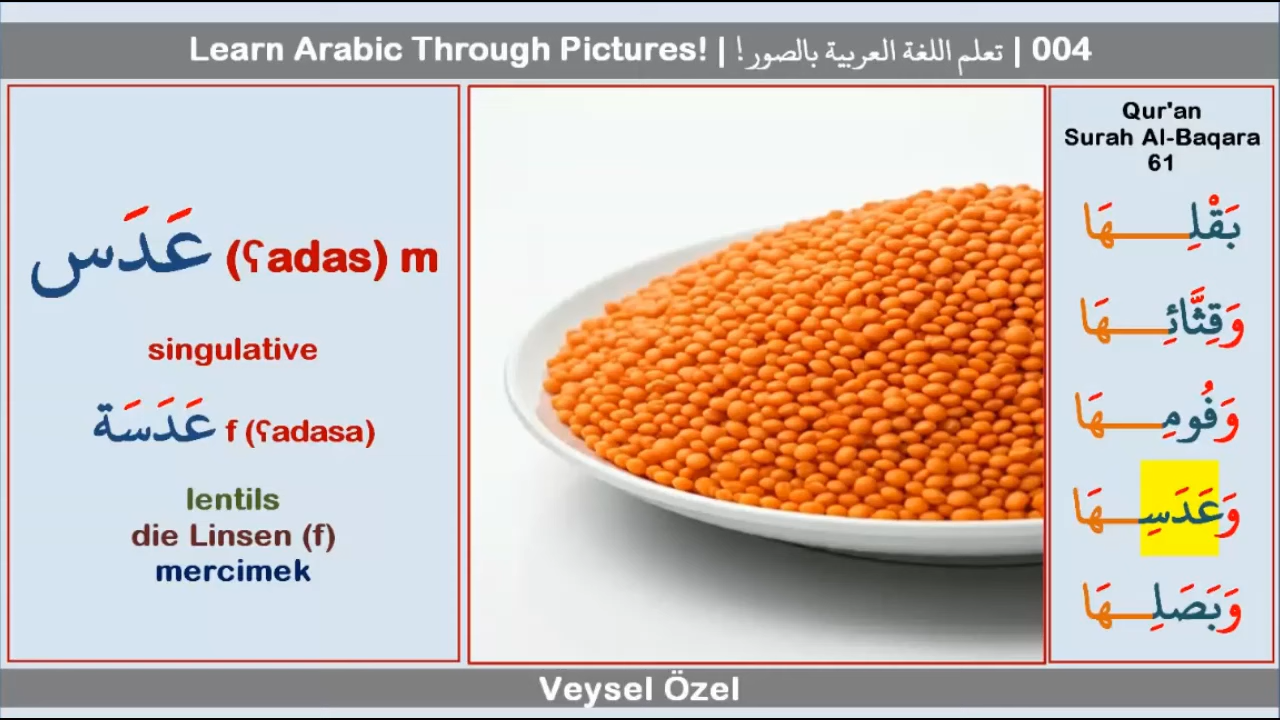 Learn Arabic Through Pictures! | تعلم اللغة العربية بالصور! | 004
عَدَس (ʕadas) m
singulative
عَدَسَة f (ʕadasa)
lentils
die Linsen (f)
mercimek
Qur'an
Surah Al-Baqara
61
بَقْلِـــهَا
وَقِثَّائِـــهَا
وَفُومِـــهَا
وَعَدَسِـــهَا
وَبَصَلِـــهَا
Veysel Özel